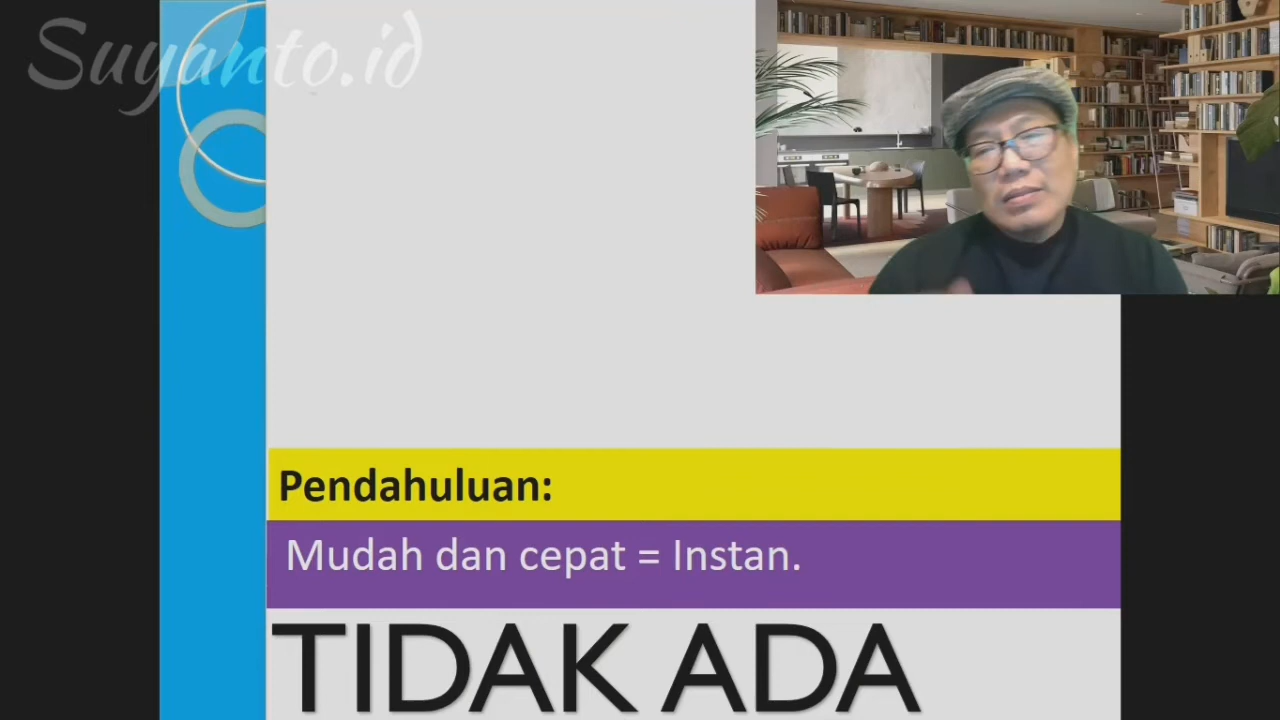 Suyanto.id
Pendahuluan:
Mudah dan cepat = Instan.
TIDAK ADA